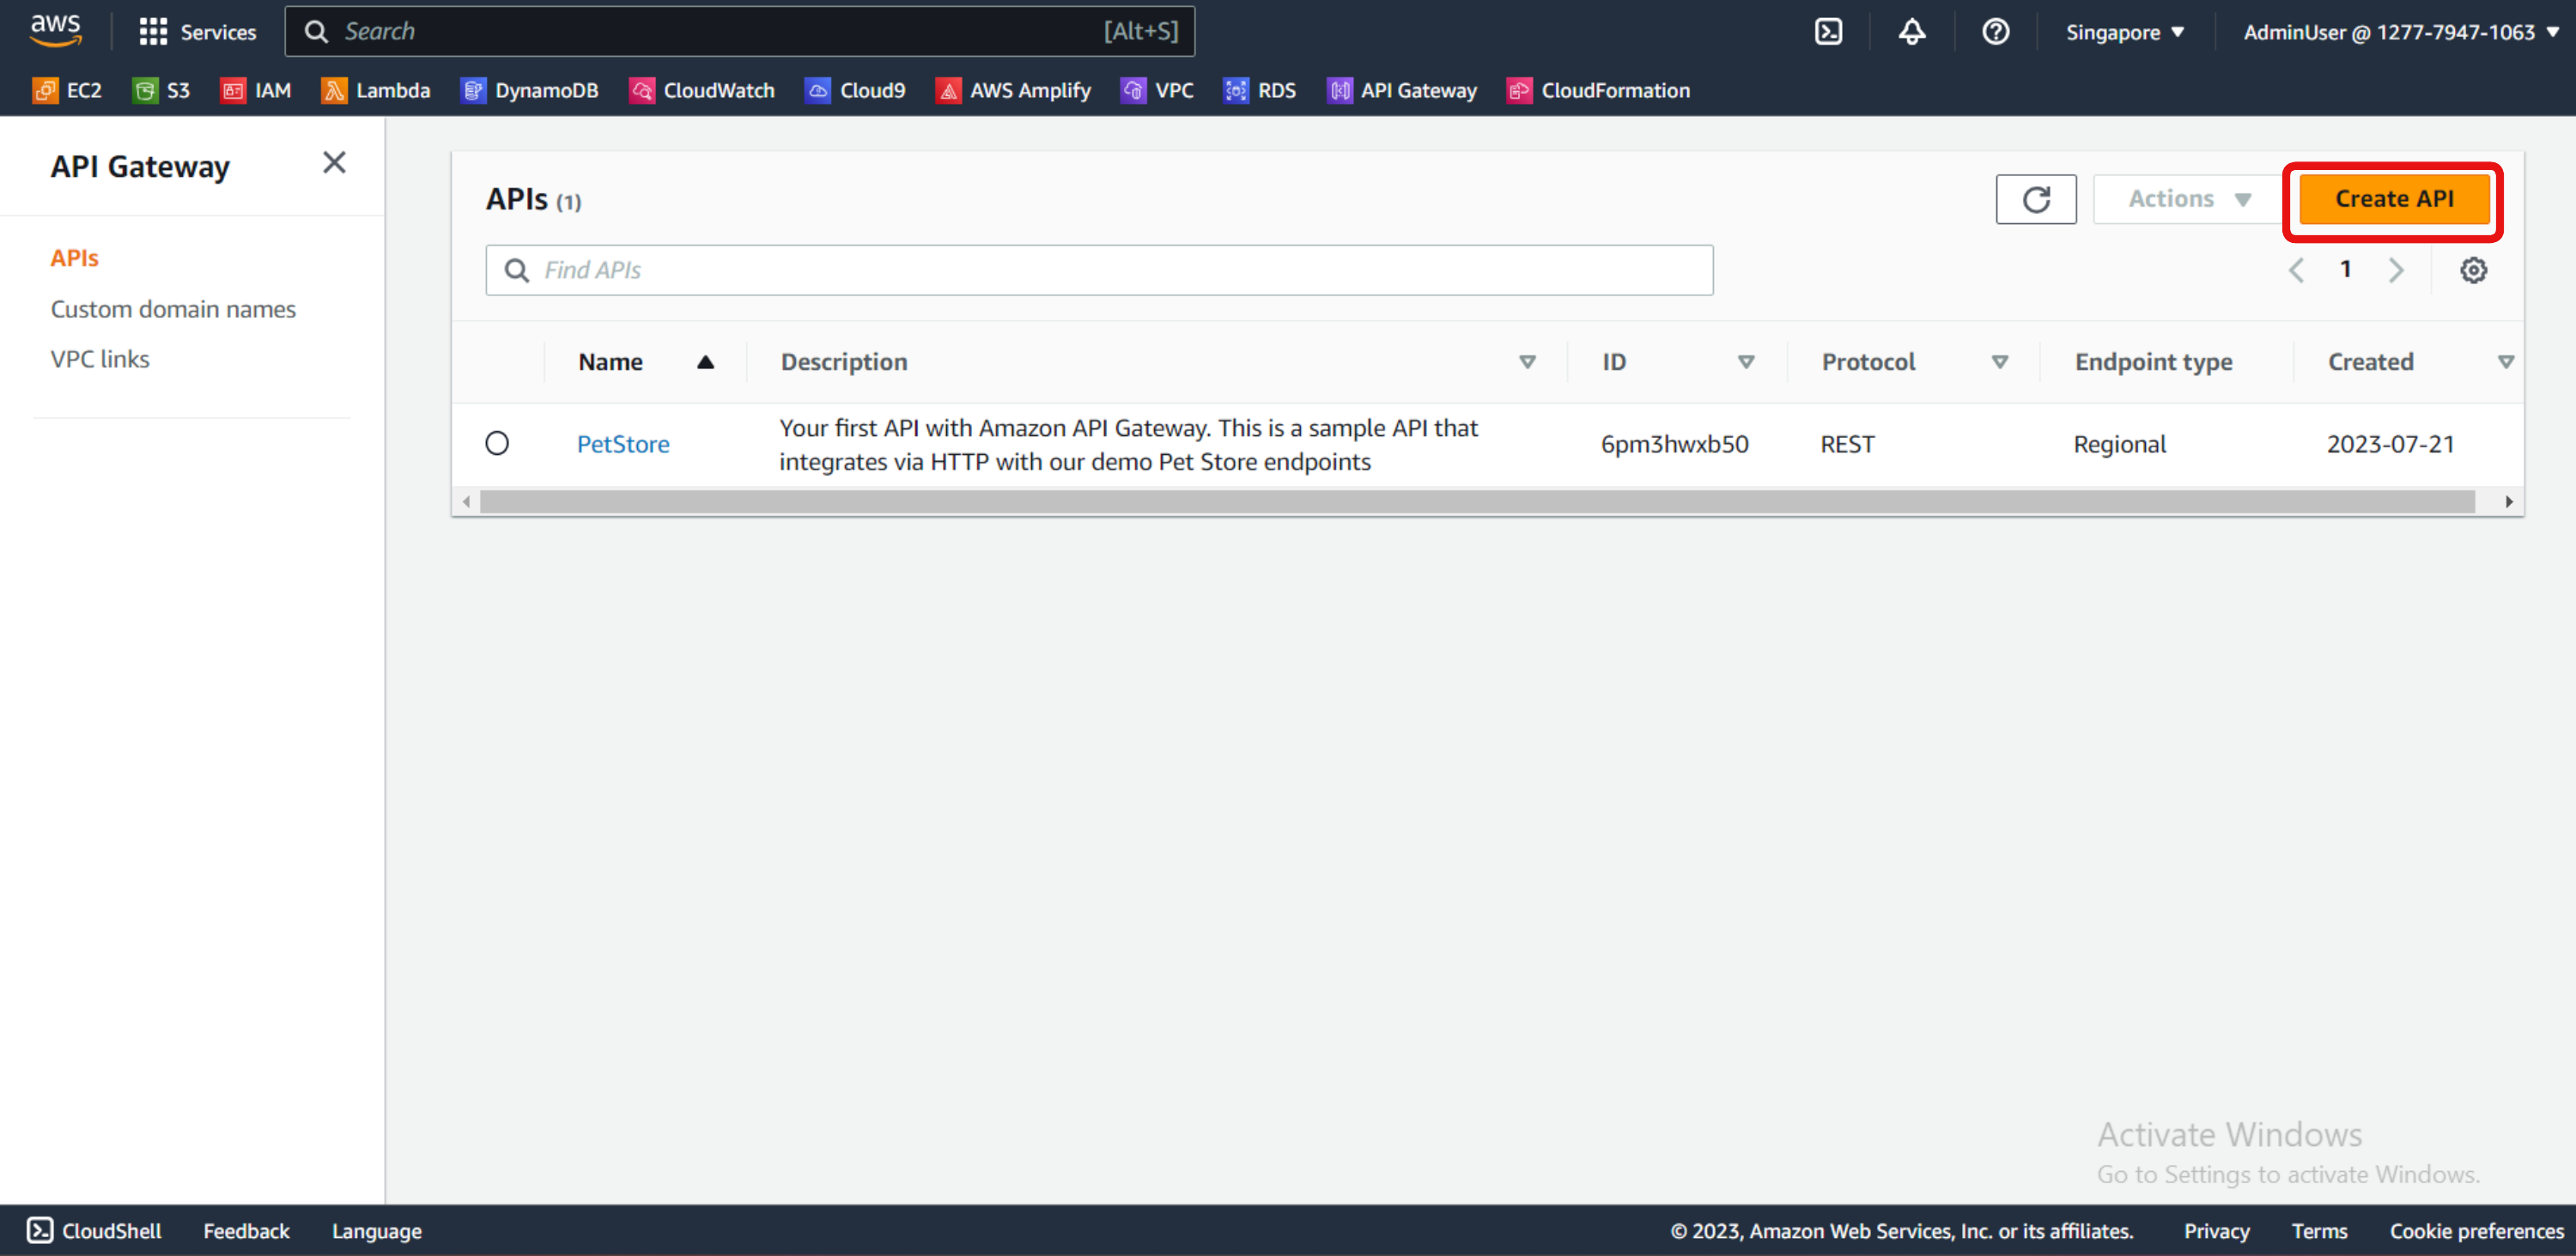 aws
Services
Search
[Alt+S]
Singapore
AdminUser @ 1277-7947-1063
EC2
S3
IAM
Lambda
DynamoDB
CloudWatch
Cloud9
AWS Amplify
VPC
RDS
API Gateway
CloudFormation
API Gateway
APIs
Custom domain names
VPC links
APIs (1)
Actions
Create API
Find APIs
1
Name
Description
ID
Protocol
Endpoint type
Created
PetStore
Your first API with Amazon API Gateway. This is a sample API that
integrates via HTTP with our demo Pet Store endpoints
6pm3hwxb50
REST
Regional
2023-07-21
Activate Windows
Go to Settings to activate Windows.
CloudShell
Feedback
Language
© 2023, Amazon Web Services, Inc. or its affiliates.
Privacy
Terms
Cookie preferences